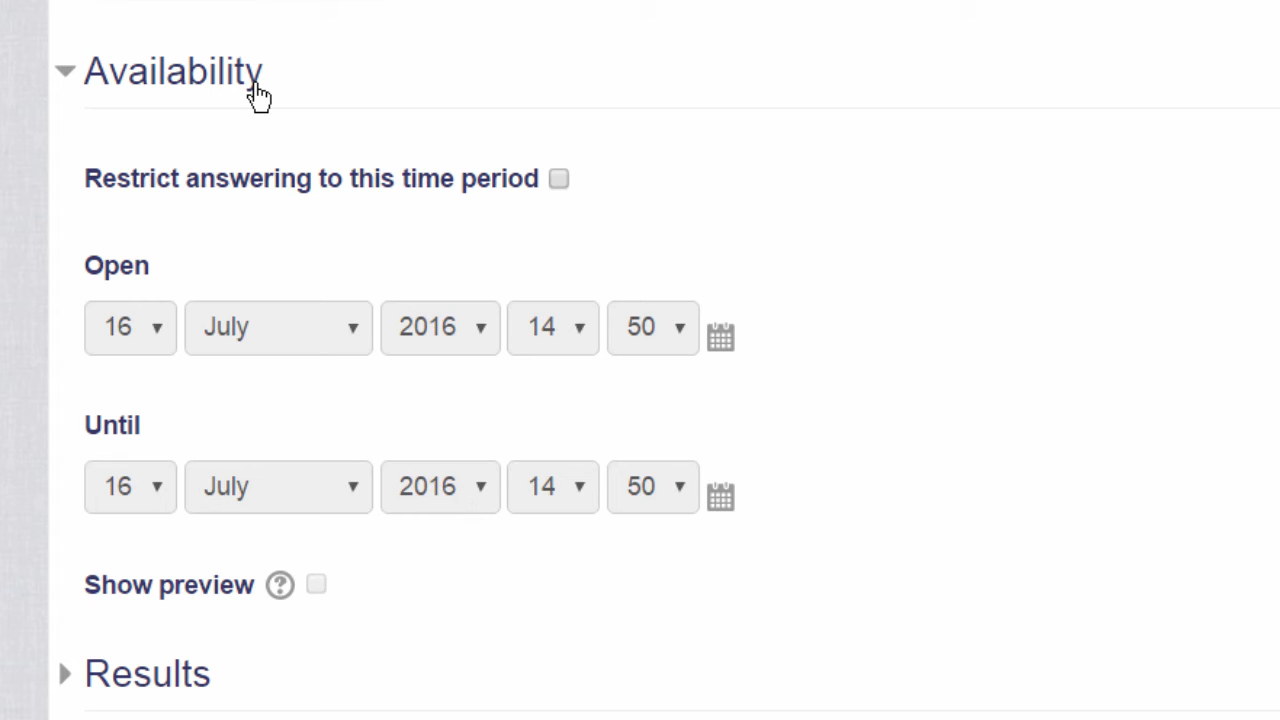 Availability
Restrict answering to this time period
Open
16 July 2016 14 50
Until
16 July 2016 14 50
Show preview ?
Results